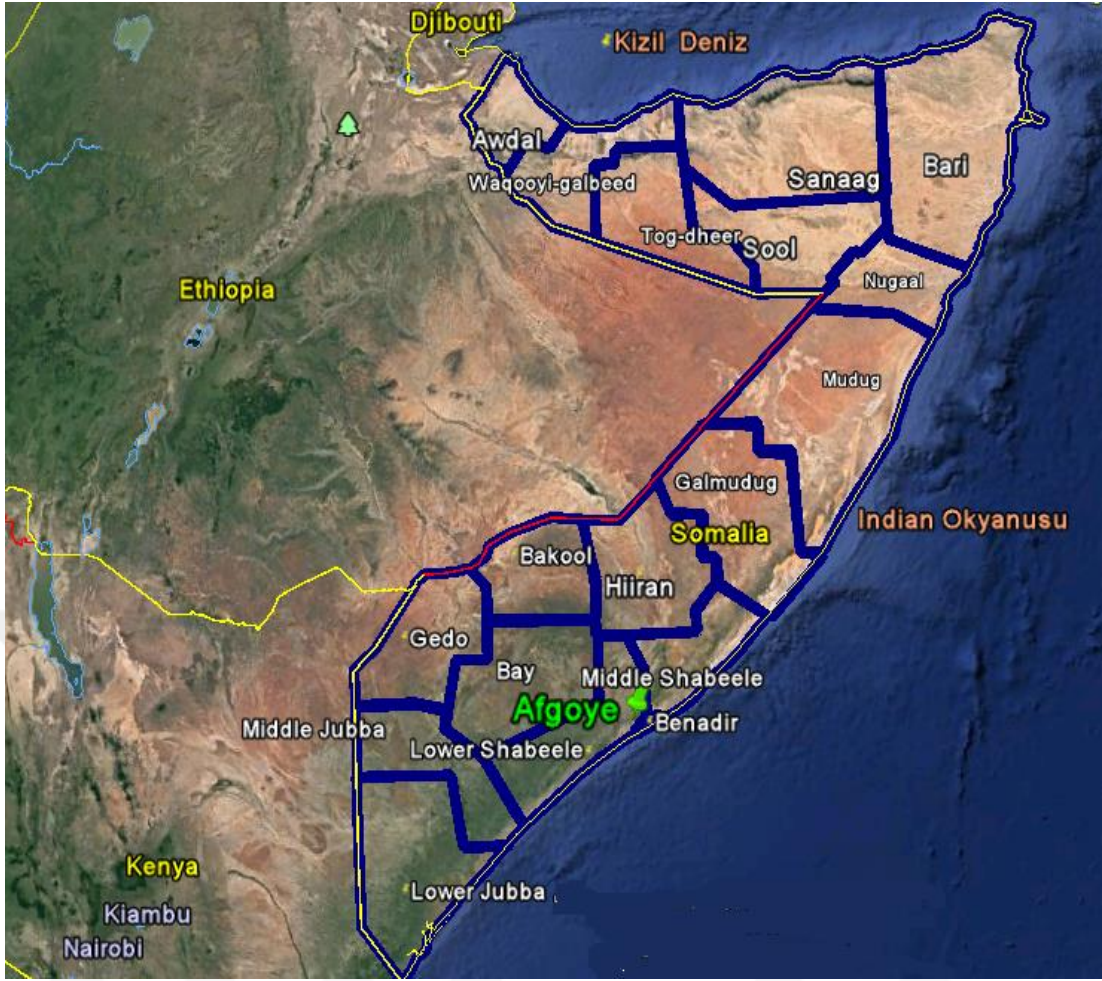 Djibouti
Kizil Deniz
Awdal
Waqooyi-galbeed
Sanaag
Bari
Tog-dheer
Sool
Nugaal
Ethiopia
Mudug
Galmudug
Indian Okyanusu
Somalia
Bakool
Hiiran
Gedo
Bay
Middle Shabeele
Afgoye
Benadir
Middle Jubba
Lower Shabeele
Kenya
Lower Jubba
Kiambu
Nairobi